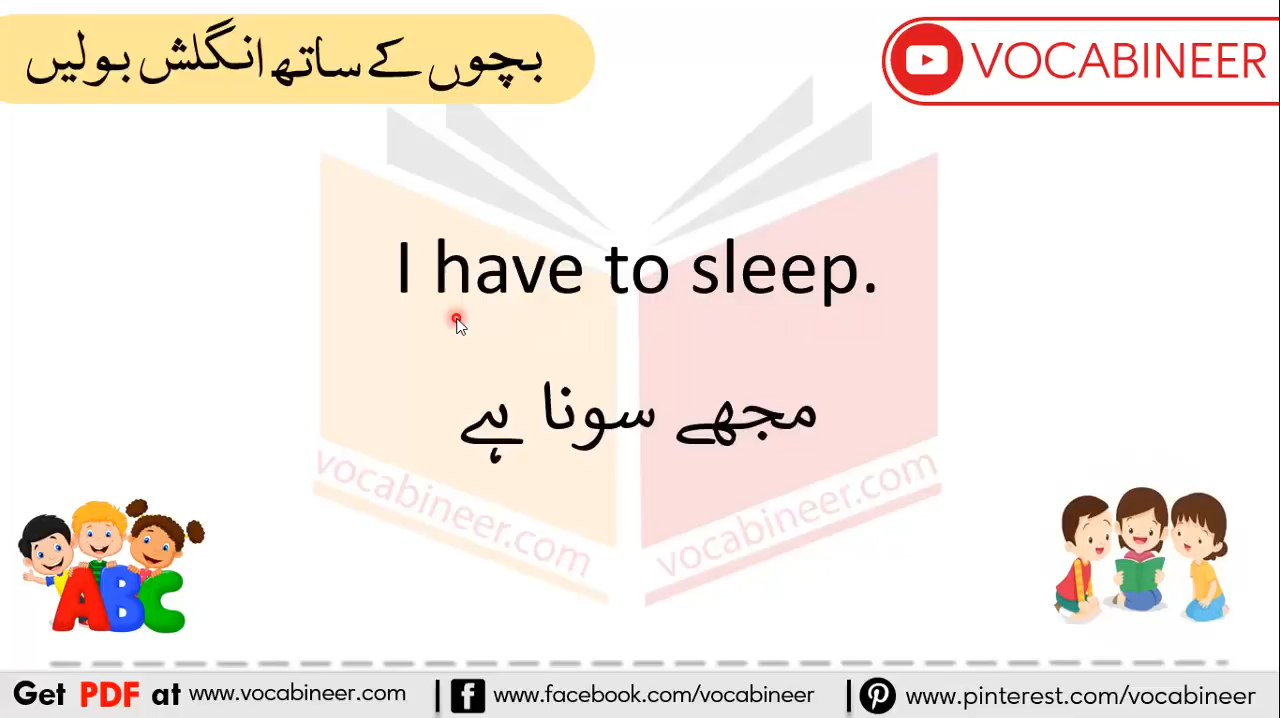 بچوں کے ساتھ انگلش بولیں
VOCABINEER
I have to sleep.
مجھے سونا ہے
vocabineer.com
vocabineer.com
ABC
Get PDF at www.vocabineer.com
www.facebook.com/vocabineer
www.pinterest.com/vocabineer